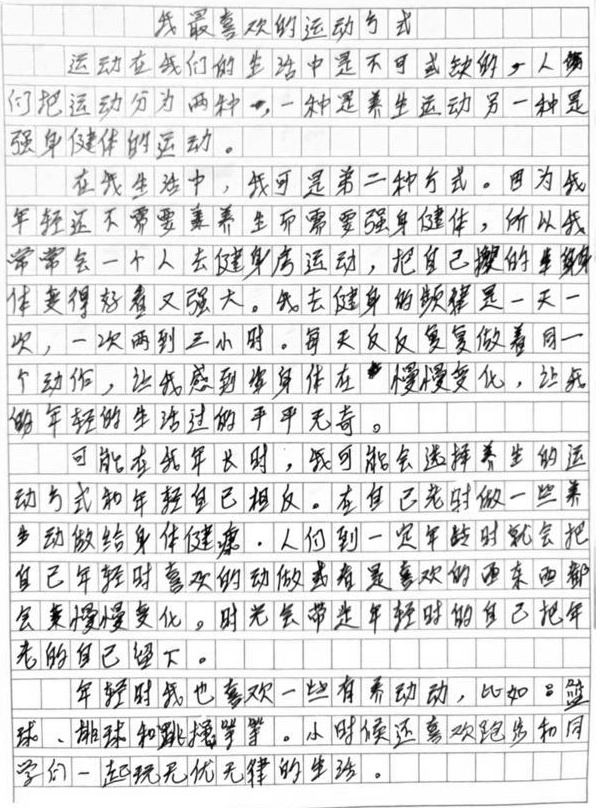 我最喜欢的运动方式
运动在我们的生活中是不可或缺的，人
们把运动分为两种，一种是养生运动另一种是
强身健体的运动。
在我生活中，我可是第二种方式。因为我
年轻还不需要养生而需要强身健体，所以我
常常会一个人去健身房运动，把自己的身
体变得好看又强大。我去健身的频律是一天一
次，一次两到三小时。每天反反复复做着同一
个动作，让我感到身体在慢慢变化，让我
的年轻的生活过的平平无奇。
可能在我年长时，我可能会选择养生的运
动方式和年轻自己相反。在自己老时做一些养
生动做给身体健康．人们到一定年龄时就会把
自己年轻时喜欢的动做或者是喜欢的东西都
会慢慢变化。时光会带走年轻时的自己把年
老的自己留下。
年轻时我也喜欢一些有养动动，比如：篮
球、排球和跳绳等等。小时候还喜欢跑步和同
学们一起玩无忧无律的生活。